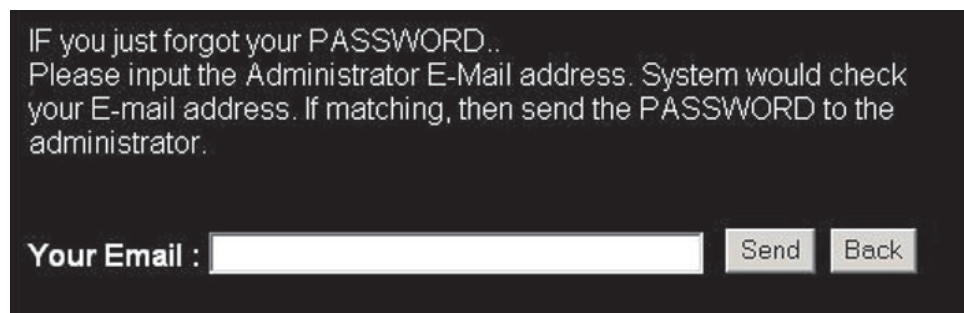 IF you just forgot your PASSWORD..
Please input the Administrator E-Mail address. System would check
your E-mail address. If matching, then send the PASSWORD to the
administrator.
Your Email : Send Back